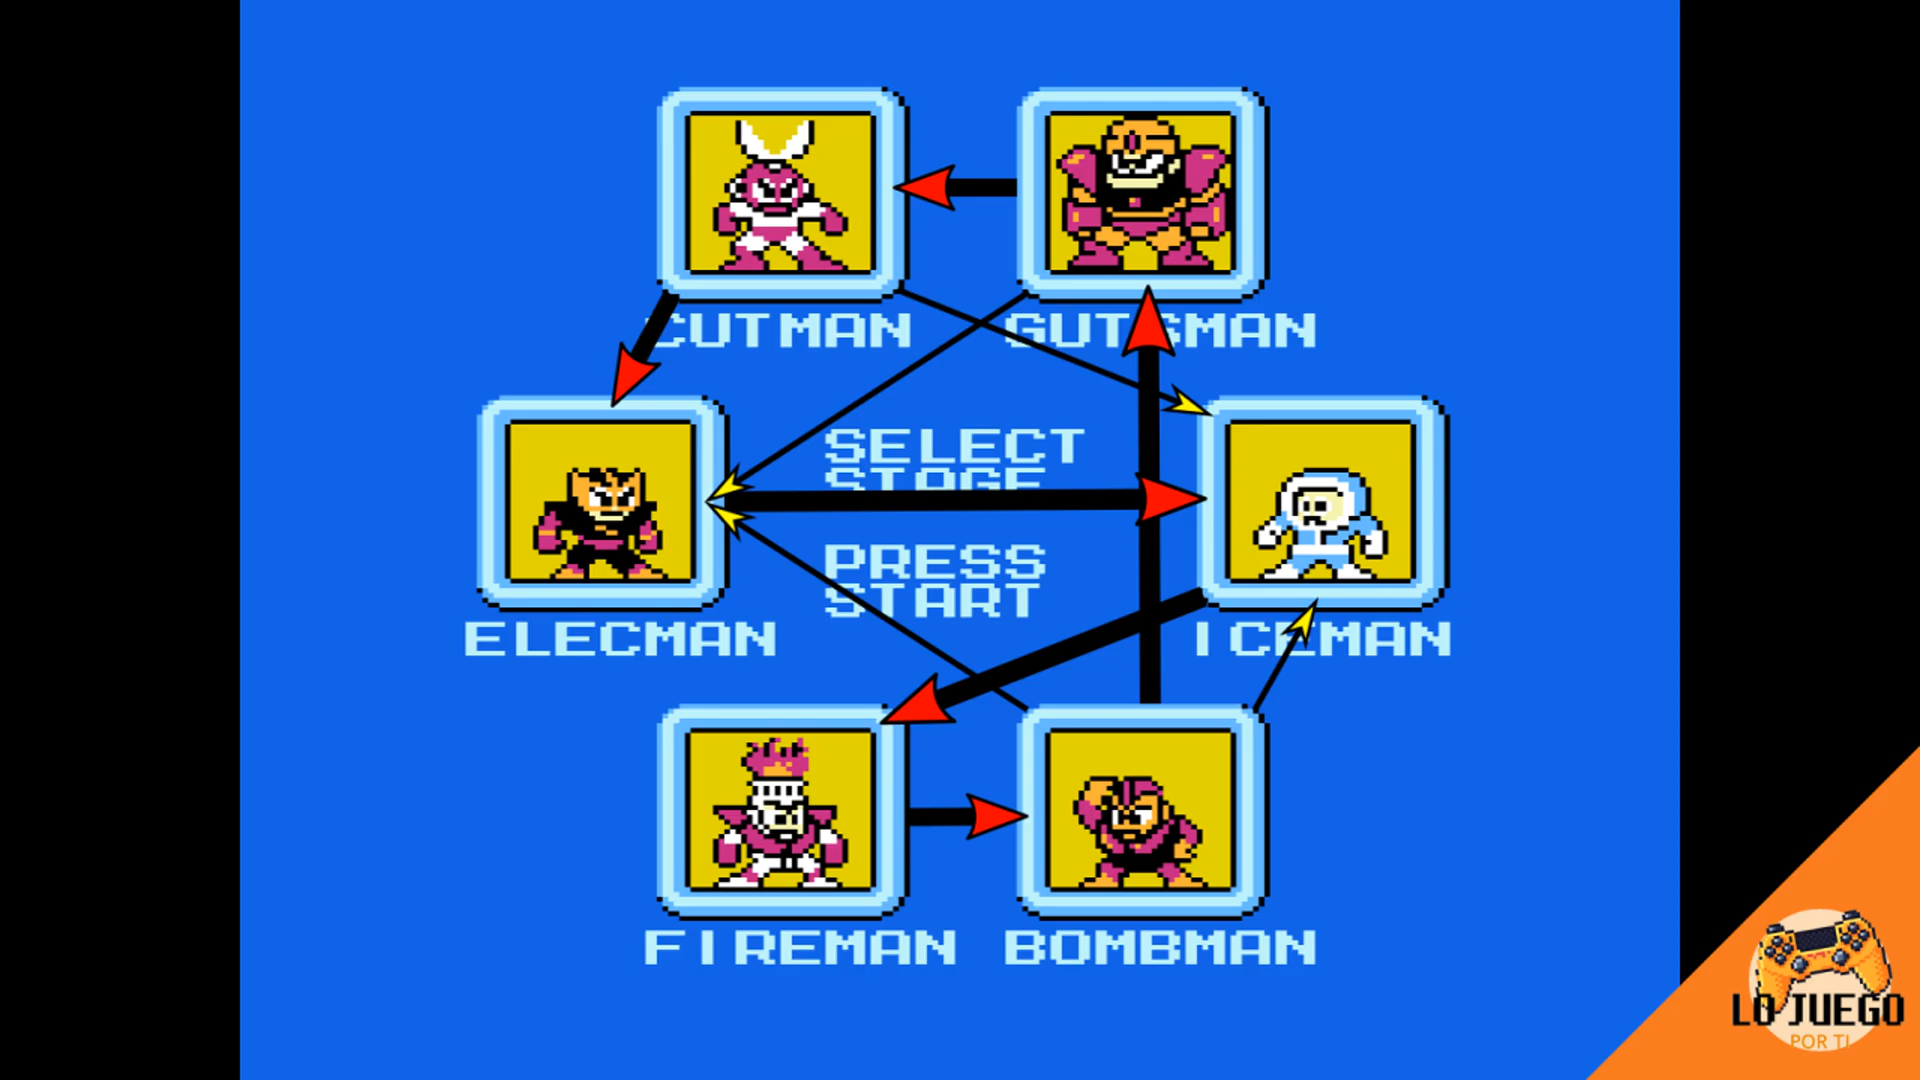 CUTMAN GUTSMAN
SELECT
STAGE
ELECMAN
PRESS
START
ICEMAN
FIREMAN BOMBMAN
LO JUEGO
POR TI